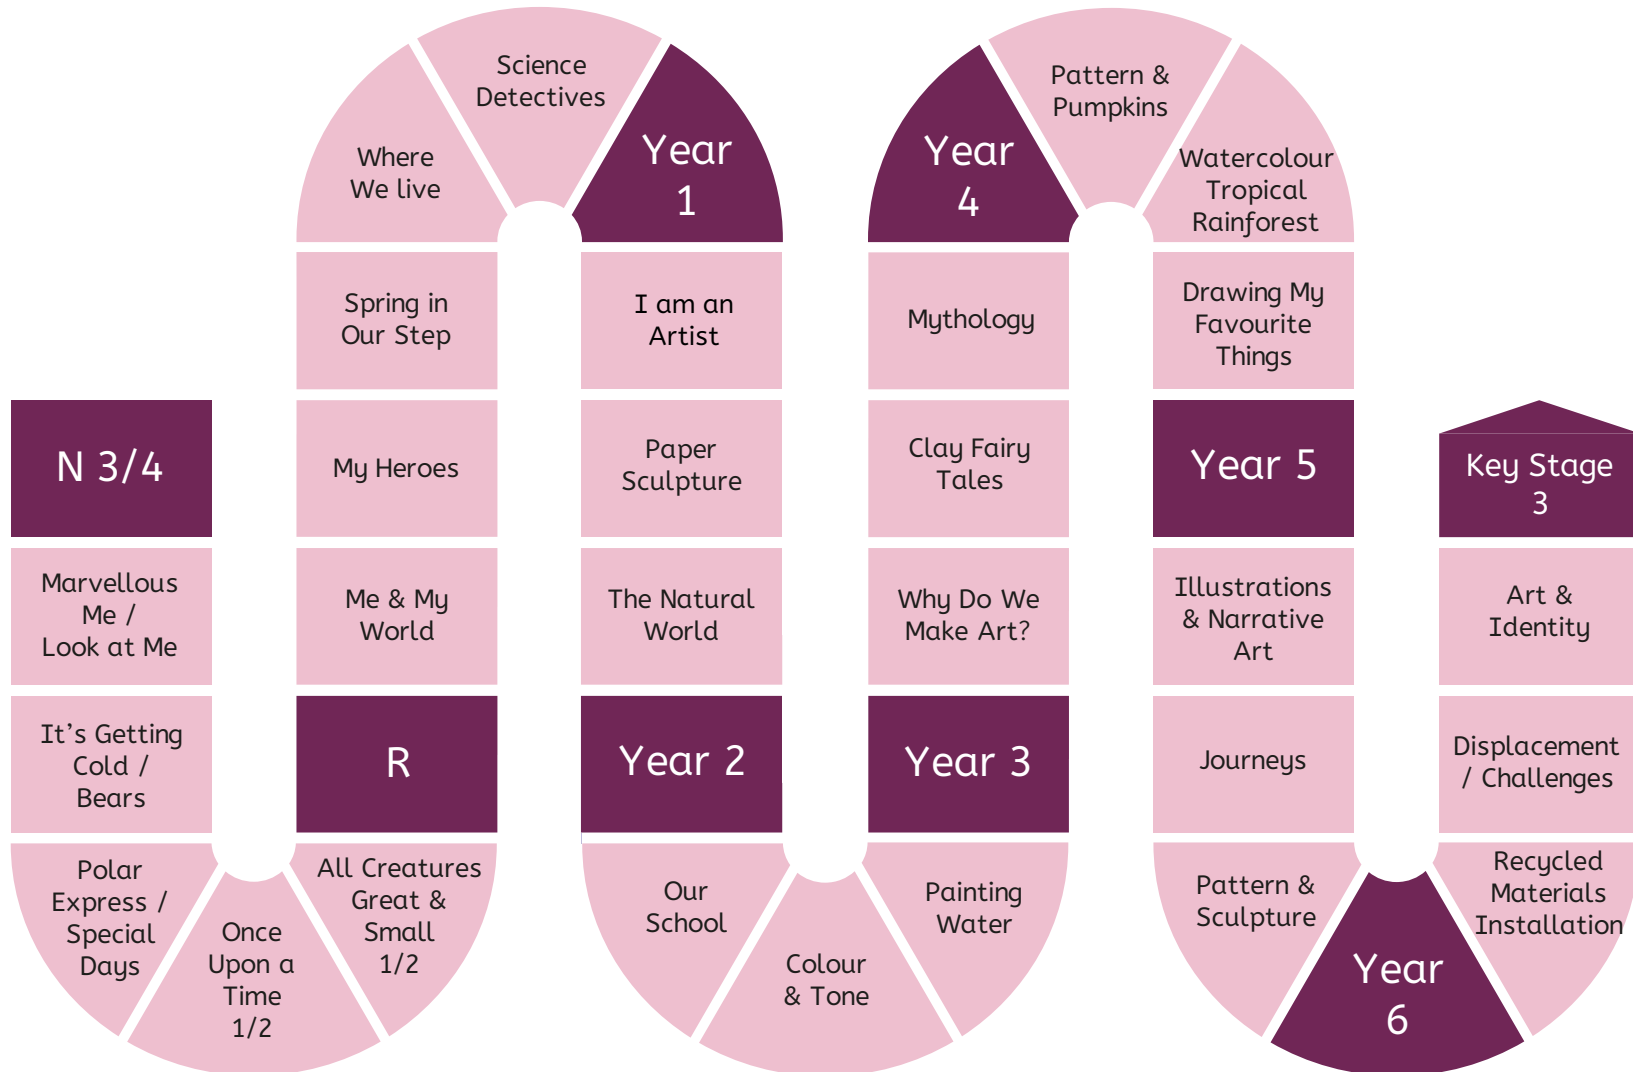 N 3/4
Marvellous
Me /
Look at Me
It's Getting
Cold /
Bears
Polar
Express /
Special
Days
Once
Upon a
Time
1/2
All Creatures
Great &
Small
1/2
R
Me & My
World
My Heroes
Spring in
Our Step
Where
We live
Science
Detectives
Year
1
I am an
Artist
Paper
Sculpture
The Natural
World
Year 2
Our
School
Colour
& Tone
Painting
Water
Year 3
Why Do We
Make Art?
Clay Fairy
Tales
Mythology
Year
4
Pattern &
Pumpkins
Watercolour
Tropical
Rainforest
Drawing My
Favourite
Things
Year 5
Illustrations
& Narrative
Art
Journeys
Pattern &
Sculpture
Year
6
Recycled
Materials
Installation
Displacement
/ Challenges
Art &
Identity
Key Stage
3